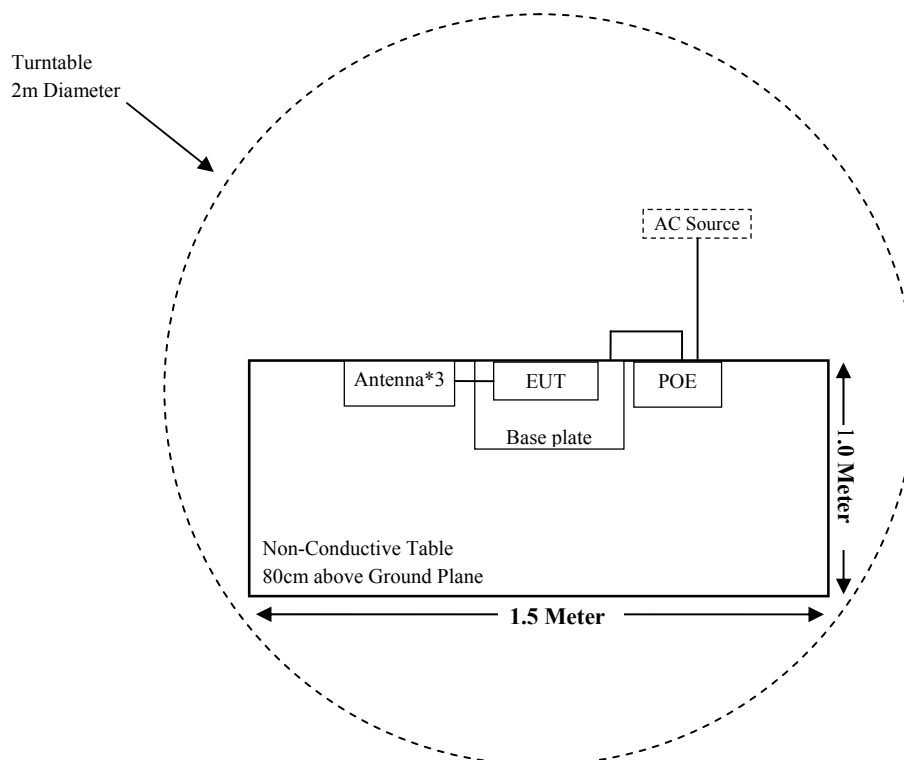 Turntable
2m Diameter
AC Source
Antenna*3
EUT
POE
Base plate
1.0 Meter
Non-Conductive Table
80cm above Ground Plane
1.5 Meter